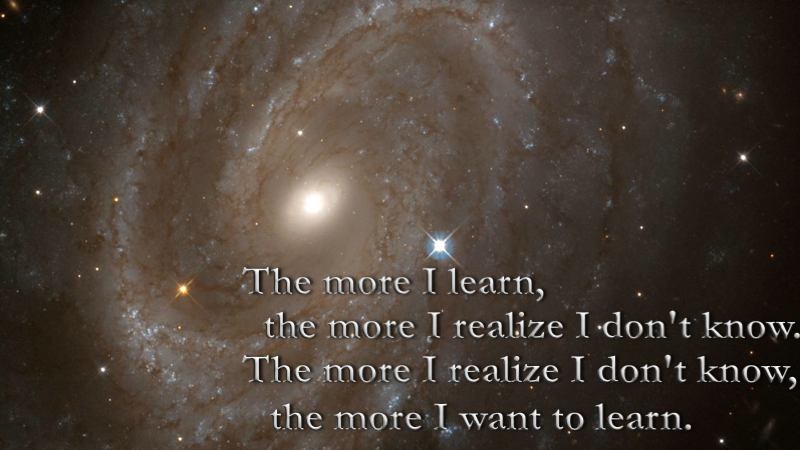 The more I learn,
the more I realize I don't know.
The more I realize I don't know,
the more I want to learn.